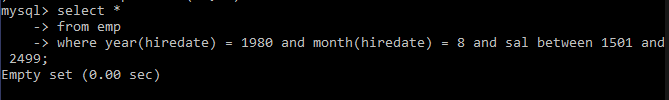 mysql> select *
    -> from emp
    -> where year(hiredate) = 1980 and month(hiredate) = 8 and sal between 1501 and
 2499;
Empty set (0.00 sec)